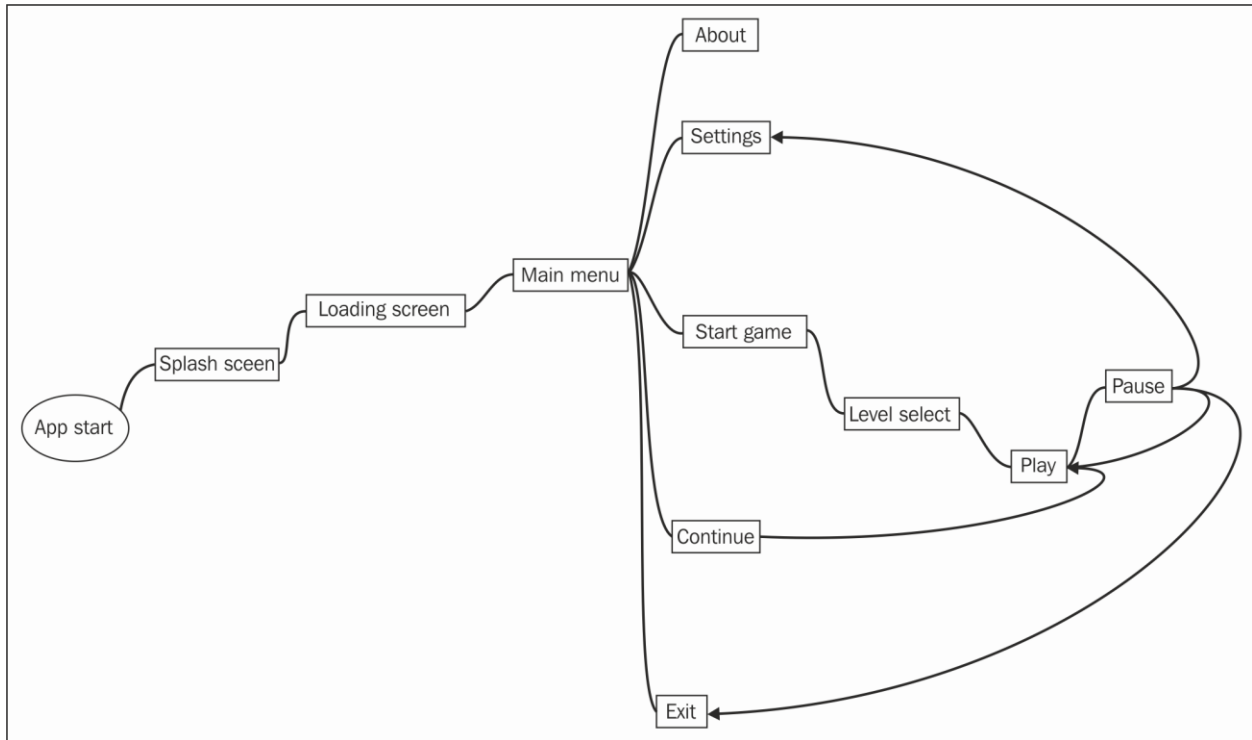 About
Settings
Main menu
Loading screen
Start game
Splash sceen
Pause
Level select
App start
Play
Continue
Exit